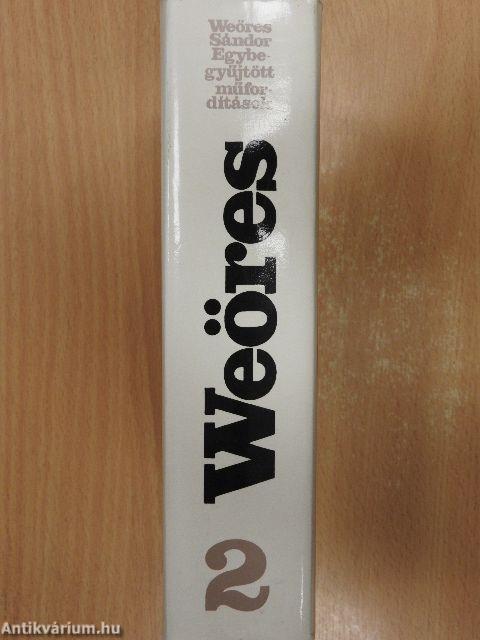 Weöres
Sándor
Egybe-
gyűjtött
műfor-
dítások
Weöres
2
Antikvárium.hu